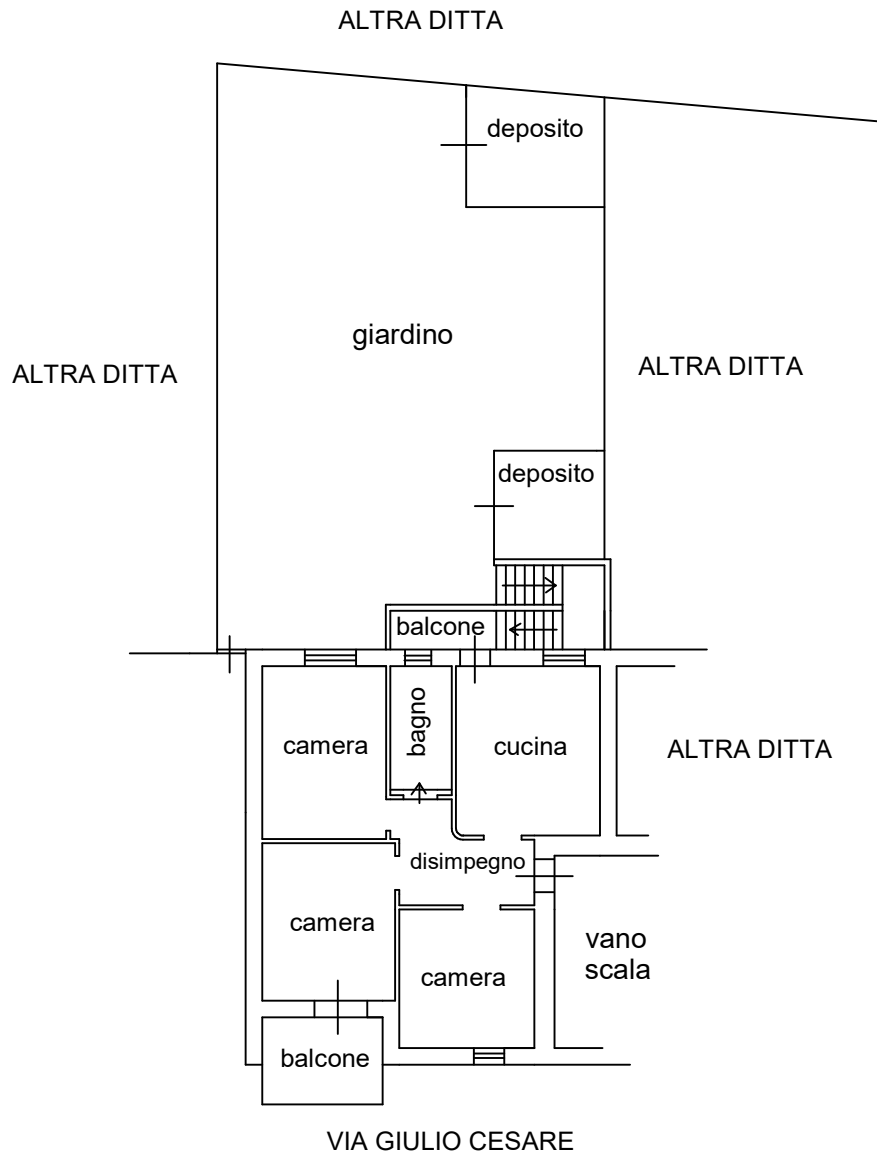 ALTRA DITTA
deposito
giardino
ALTRA DITTA
ALTRA DITTA
deposito
balcone
camera
bagno
cucina
ALTRA DITTA
disimpegno
camera
vano
scala
camera
balcone
VIA GIULIO CESARE